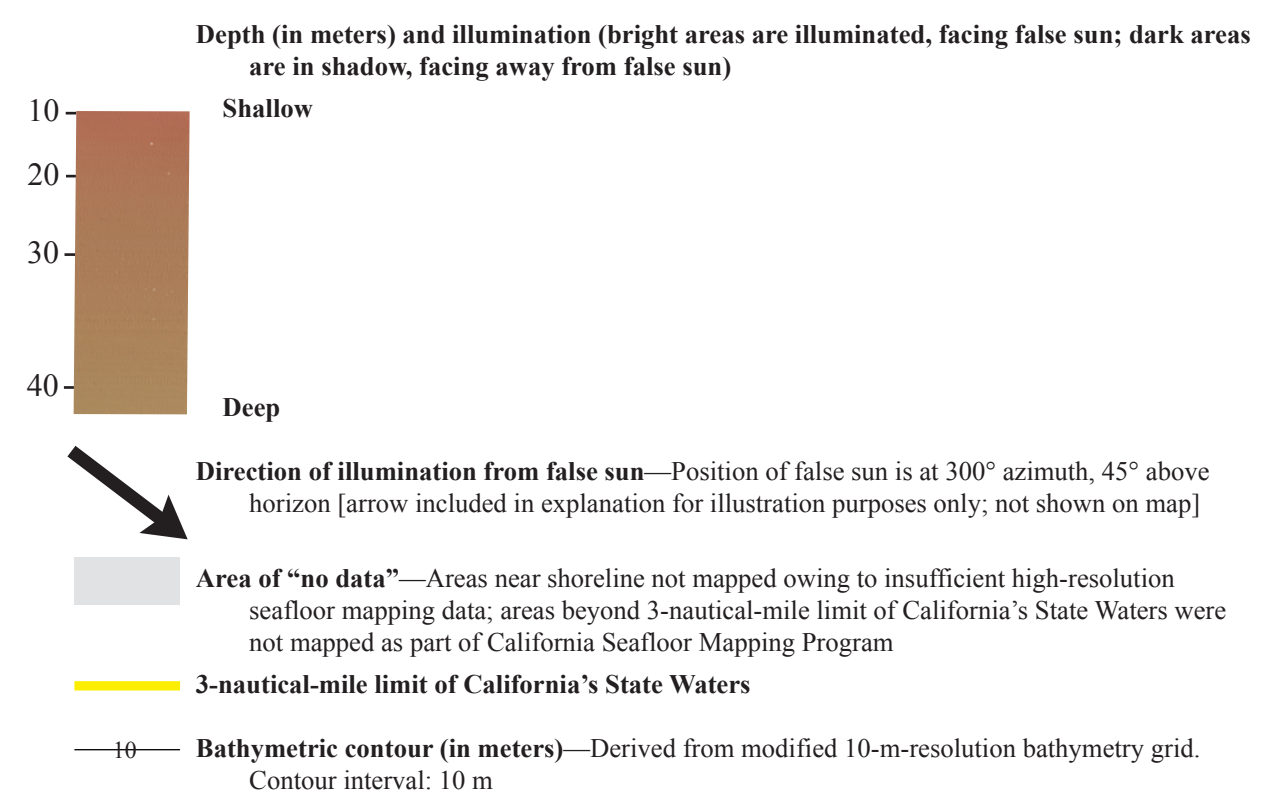 Depth (in meters) and illumination (bright areas are illuminated, facing false sun; dark areas
are in shadow, facing away from false sun)
10
Shallow
20
30
40
Deep
Direction of illumination from false sun—Position of false sun is at 300° azimuth, 45° above
horizon [arrow included in explanation for illustration purposes only; not shown on map]
Area of “no data”—Areas near shoreline not mapped owing to insufficient high-resolution
seafloor mapping data; areas beyond 3-nautical-mile limit of California’s State Waters were
not mapped as part of California Seafloor Mapping Program
3-nautical-mile limit of California’s State Waters
10
Bathymetric contour (in meters)—Derived from modified 10-m-resolution bathymetry grid.
Contour interval: 10 m